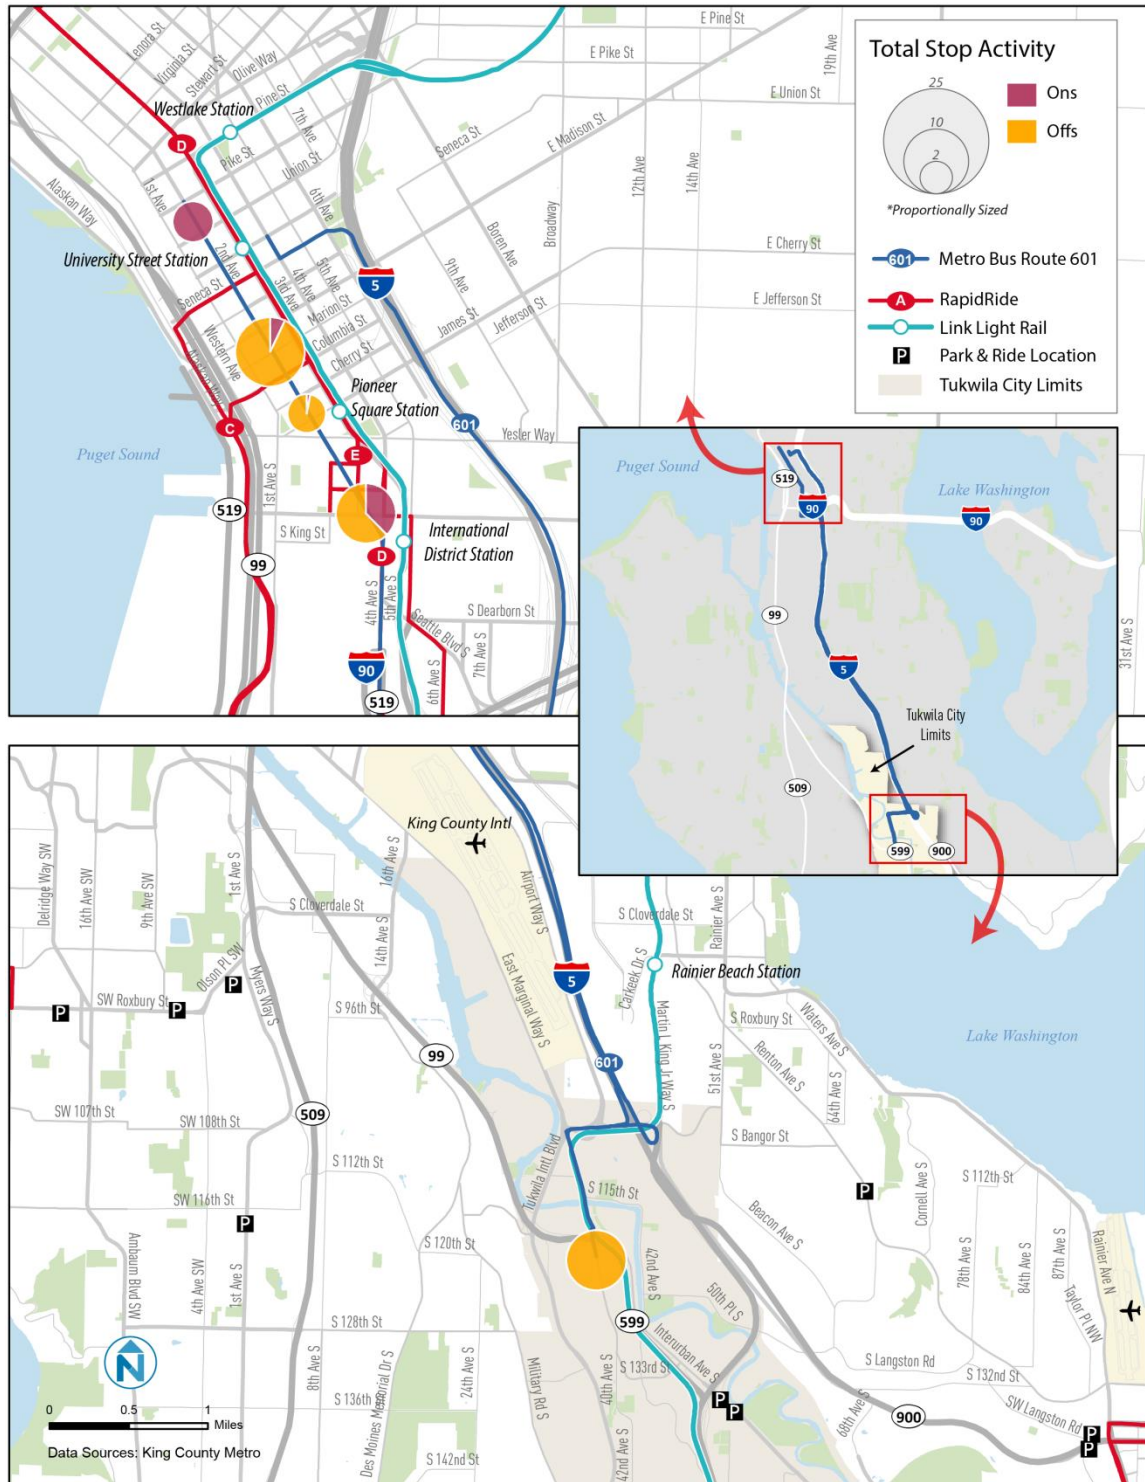 Lenora St
Virginia St
Stewart St
Olive Way
Pine St
7th Ave
Westlake Station
D
Pike St
Union St
6th Ave
1st Ave
Alaskan Way
E Pine St
E Pike St
19th Ave
E Union St
Seneca St
E Madison St
12th Ave
14th Ave
Broadway
Boren Ave
9th Ave
E Cherry St
E Jefferson St
University Street Station
2nd Ave
Seneca St
3rd Ave
4th Ave
5th Ave
Marion St
Columbia St
Cherry St
James St
Jefferson St
5
Western Ave
Alaskan Way
Pioneer
Square Station
C
E
601
Yesler Way
Puget Sound
519
1st Ave S
99
S King St
International
District Station
D
4th Ave S
5th Ave S
S Dearborn St
Seattle Blvd S
6th Ave S
7th Ave S
90
519
31st Ave S
Total Stop Activity
25
10
2
*Proportionally Sized
Ons
Offs
601 Metro Bus Route 601
A RapidRide
Link Light Rail
P Park & Ride Location
Tukwila City Limits
Puget Sound
519
90
Lake Washington
90
99
5
Tukwila City
Limits
509
599
900
King County Intl
Delridge Way SW
16th Ave SW
9th Ave SW
1st Ave S
16th Ave S
S Cloverdale St
14th Ave S
Airport Way S
East Marginal Way S
Olson Pl SW
Myers Way S
SW Roxbury St
P
P
P
S 96th St
99
5
601
S Cloverdale St
Rainier Ave S
Carkeek Dr S
Rainier Beach Station
Martin L King Jr Way S
S Roxbury St
Waters Ave S
Renton Ave S
51st Ave S
64th Ave S
Lake Washington
SW 107th St
SW 108th St
509
S 112th St
SW 116th St
P
Tukwila Intl Blvd
S 115th St
S Bangor St
P
S 112th St
Cornell Ave S
Beacon Ave S
Ambaum Blvd SW
4th Ave SW
1st Ave S
S 120th St
42nd Ave S
50th Pl S
78th Ave S
84th Ave S
87th Ave S
Rainier Ave N
Taylor Pl NW
599
Interurban Ave S
S 128th St
S 133rd St
N
8th Ave S
S 136th St
Des Moines Memorial Dr S
24th Ave S
Military Rd S
40th Ave S
P
P
S Langston Rd
S 132nd St
SW Langston Rd
68th Ave S
900
P
P
0 0.5 1
Miles
Data Sources: King County Metro
S 142nd St
42nd Ave S